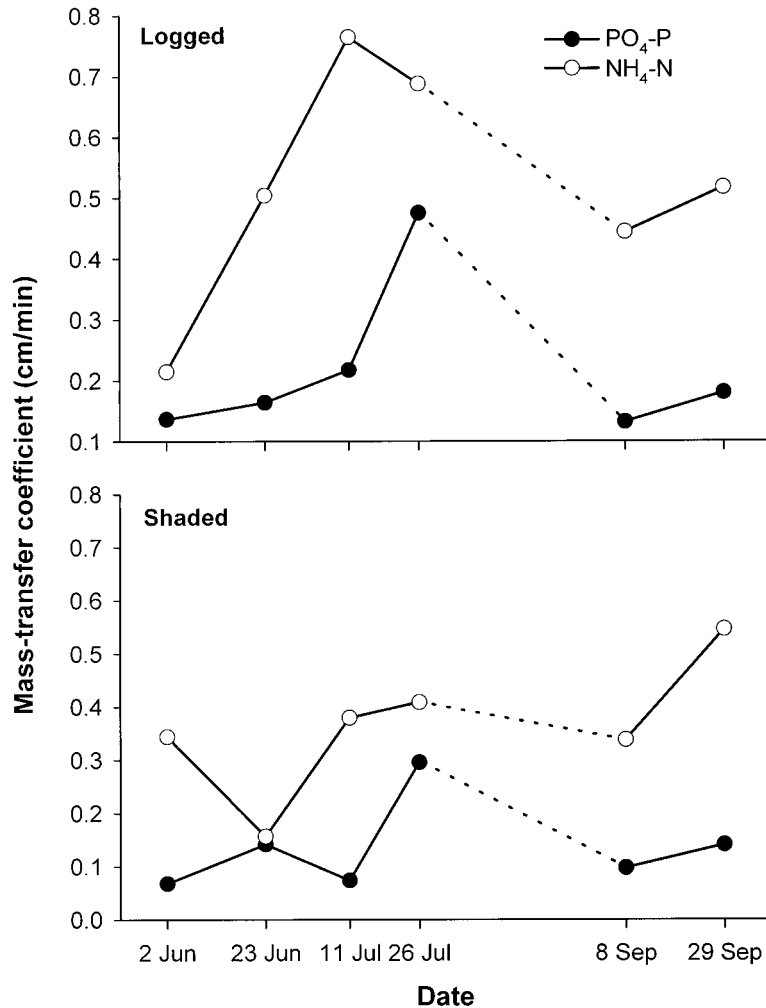 Logged
PO4-P
NH4-N
0.8
0.7
0.6
0.5
0.4
0.3
0.2
0.1
Mass-transfer coefficient (cm/min)
Shaded
0.8
0.7
0.6
0.5
0.4
0.3
0.2
0.1
0.0
2 Jun 23 Jun 11 Jul 26 Jul 8 Sep 29 Sep
Date